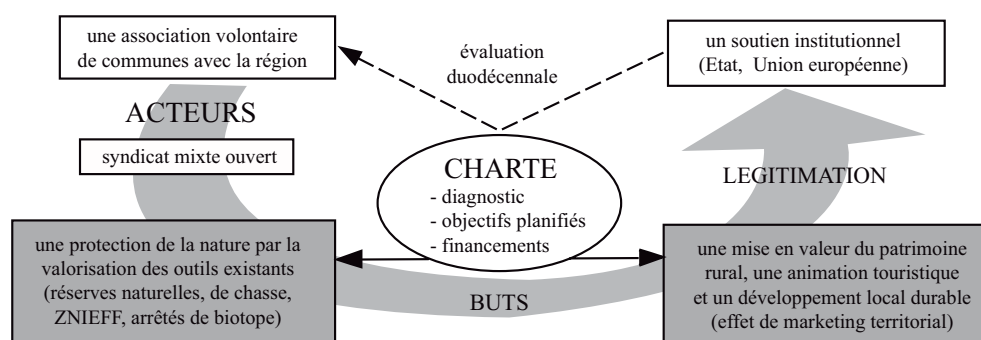 une association volontaire
de communes avec la région
évaluation
duodécennale
un soutien institutionnel
(Etat, Union européenne)
ACTEURS
syndicat mixte ouvert
CHARTE
- diagnostic
- objectifs planifiés
- financements
LEGITIMATION
une protection de la nature par la
valorisation des outils existants
(réserves naturelles, de chasse,
ZNIEFF, arrêtés de biotope)
BUTS
une mise en valeur du patrimoine
rural, une animation touristique
et un développement local durable
(effet de marketing territorial)